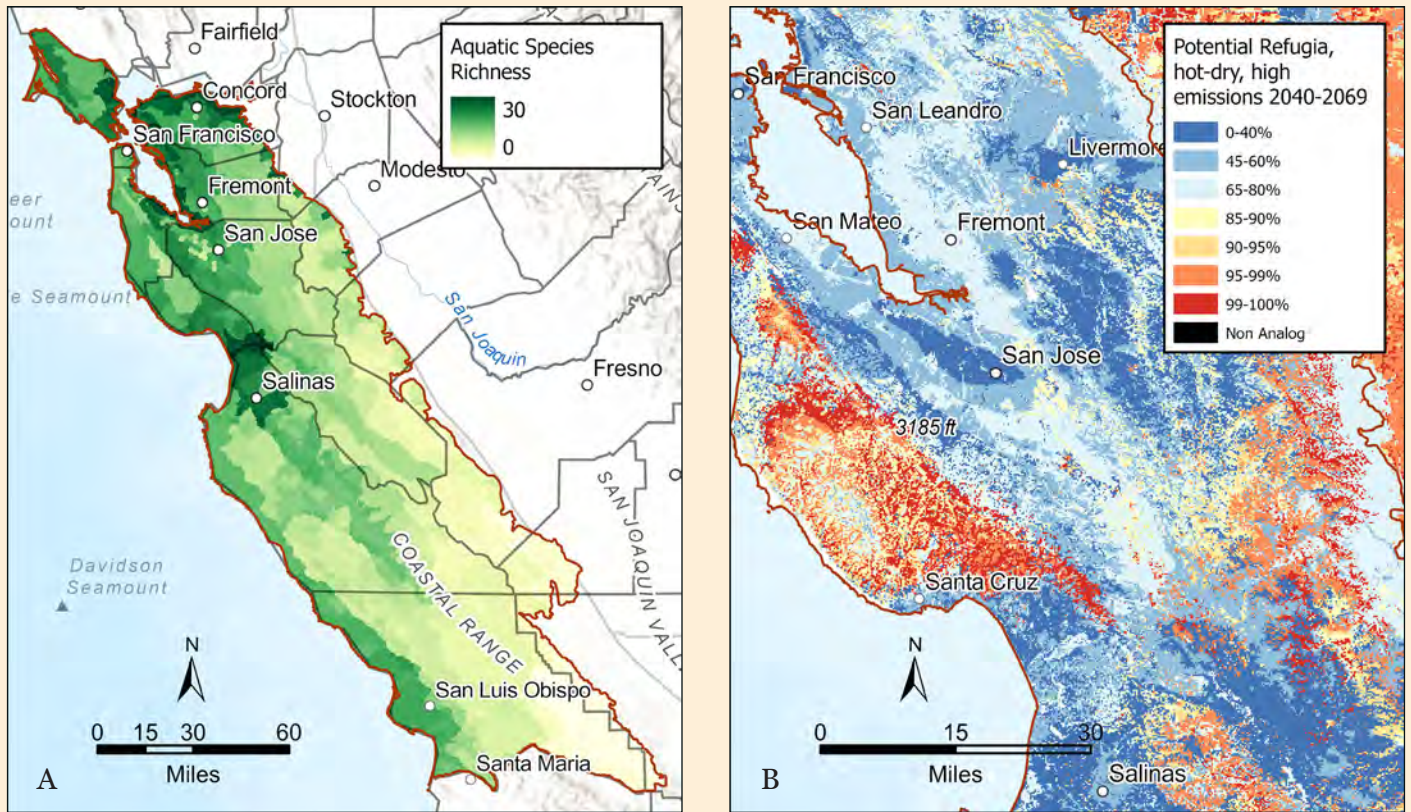 Fairfield
Aquatic Species
Richness
30
0
Concord
Stockton
San Francisco
Modesto
Fremont
San Jose
eer
ount
e Seamount
San Joaquin
Salinas
Fresno
SAN JOAQUIN VALL
Davidson
Seamount
COASTAL RANGE
N
San Luis Obispo
0 15 30 60
Miles
Santa Maria
A
Potential Refugia,
hot-dry, high
emissions 2040-2069
0-40%
45-60%
65-80%
85-90%
90-95%
95-99%
99-100%
Non Analog
San Francisco
San Leandro
Livermore
San Mateo
Fremont
San Jose
3185 ft
Santa Cruz
N
0 15 30
Miles
Salinas
B